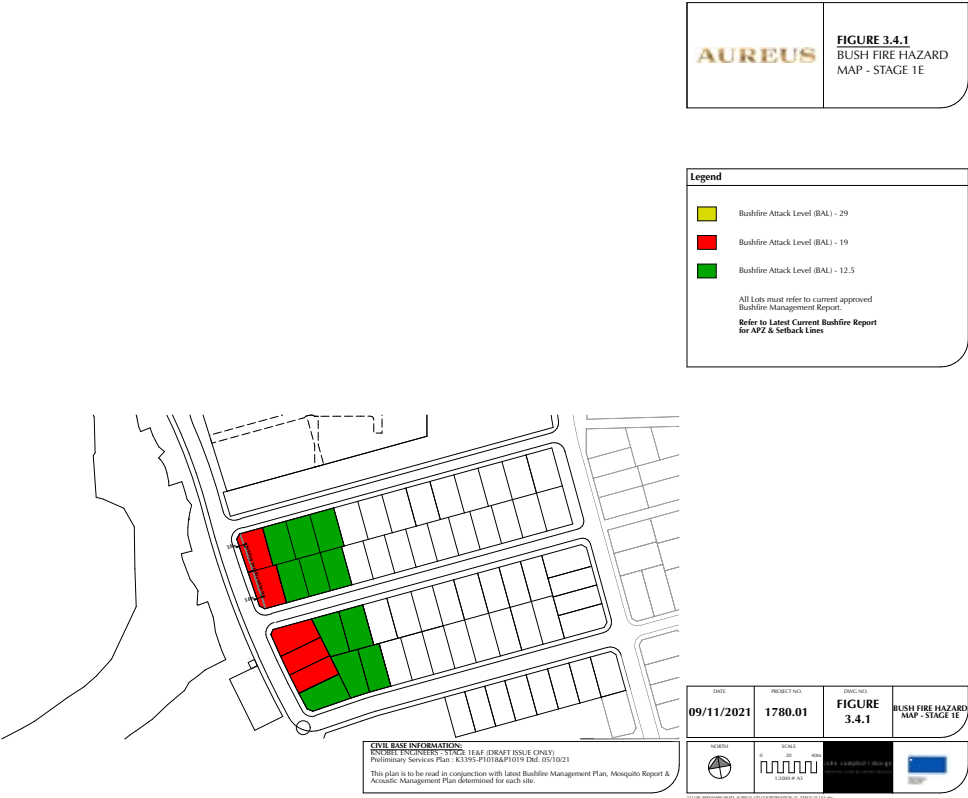 AUREUS
FIGURE 3.4.1
BUSH FIRE HAZARD
MAP - STAGE 1E
Legend
Bushfire Attack Level (BAL) - 29
Bushfire Attack Level (BAL) - 19
Bushfire Attack Level (BAL) - 12.5
All Lots must refer to current approved
Bushfire Management Report.
Refer to Latest Current Bushfire Report
for APZ & Setback Lines
DATE
09/11/2021
PROJECT NO.
1780.01
DWG NO.
FIGURE
3.4.1
BUSH FIRE HAZARD
MAP - STAGE 1E
NORTH
SCALE
0 20 40m
1:2000 @ A3
CIVIL BASE INFORMATION:
KNOBEL ENGINEERS - STAGE 1E&F (DRAFT ISSUE ONLY)
Preliminary Services Plan : K3395-P1018&P1019 Dtd. 05/10/21
This plan is to be read in conjunction with latest Bushfire Management Plan, Mosquito Report &
Acoustic Management Plan determined for each site.